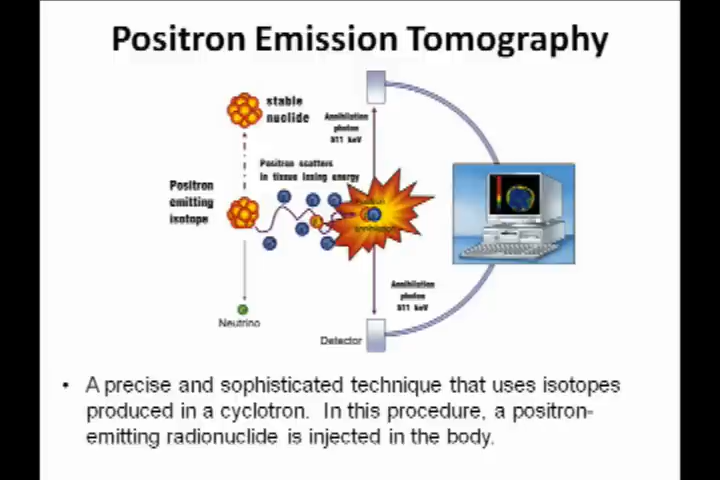 Positron Emission Tomography
stable
nuclide
Annihilation
photon
511 keV
Positron scatters
in tissue losing energy
Positron
emitting
isotope
annihilation
Annihilation
photon
511 keV
Neutrino
Detector
• A precise and sophisticated technique that uses isotopes
produced in a cyclotron. In this procedure, a positron-
emitting radionuclide is injected in the body.